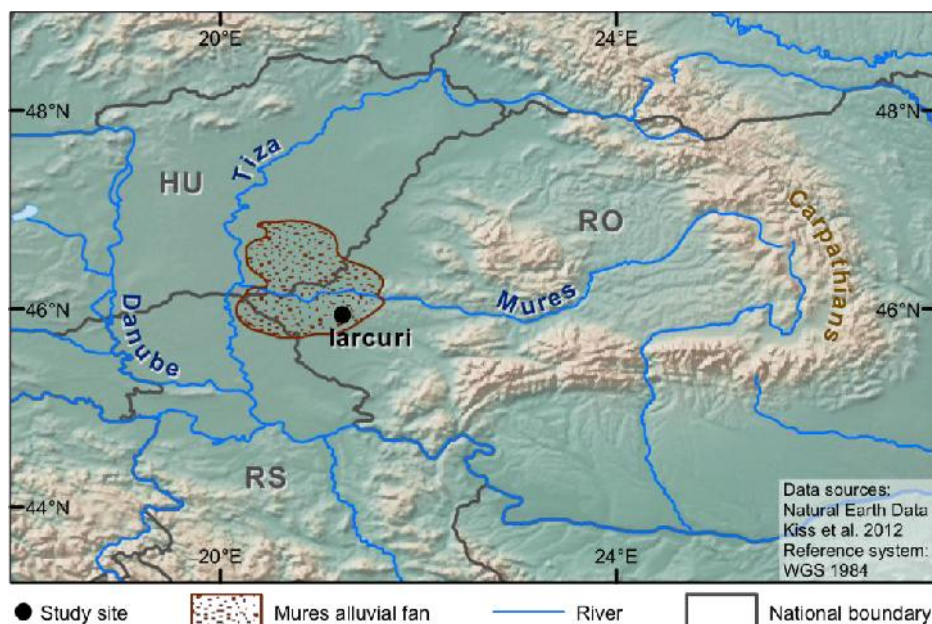 20°E
24°E
48°N
48°N
HU
Tiza
RO
Carpathians
Mures
46°N
46°N
Iarcuri
Danube
RS
44°N
20°E
24°E
Data sources:
Natural Earth Data
Kiss et al. 2012
Reference system:
WGS 1984
Study site
Mures alluvial fan
River
National boundary